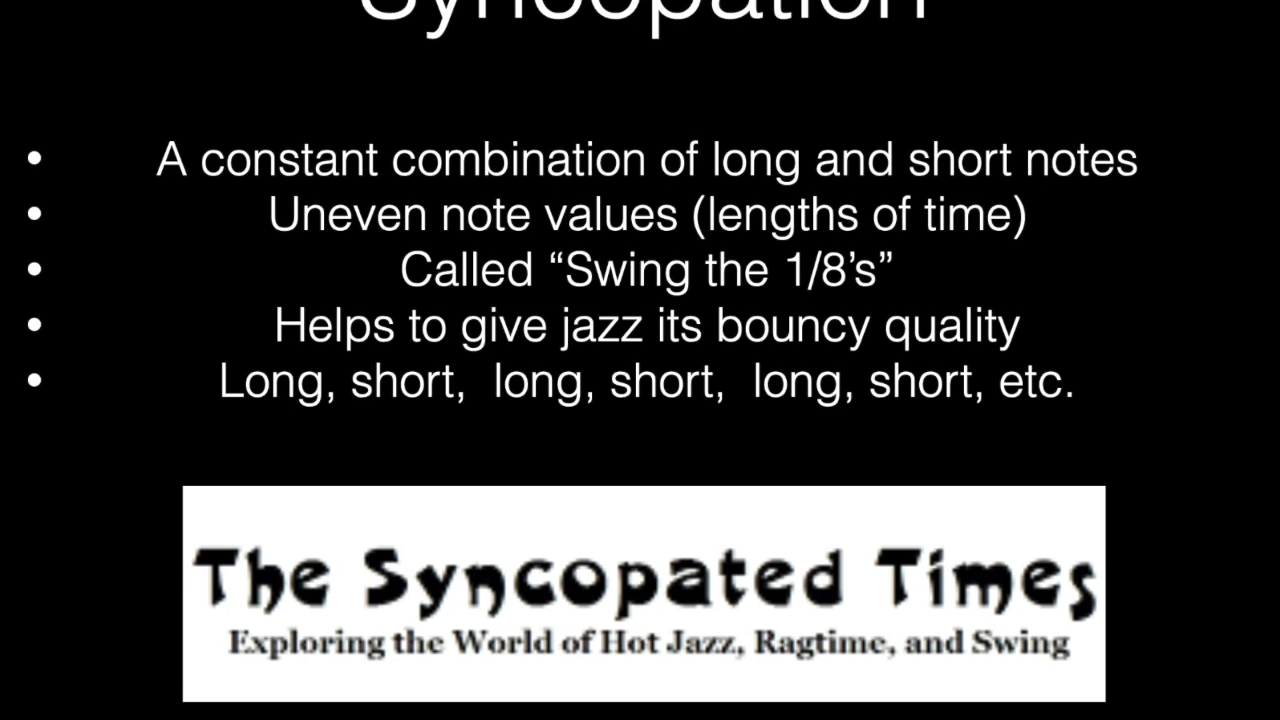 Syncopation
• A constant combination of long and short notes
• Uneven note values (lengths of time)
• Called “Swing the 1/8’s”
• Helps to give jazz its bouncy quality
• Long, short,  long, short,  long, short, etc.
The Syncopated Times
Exploring the World of Hot Jazz, Ragtime, and Swing